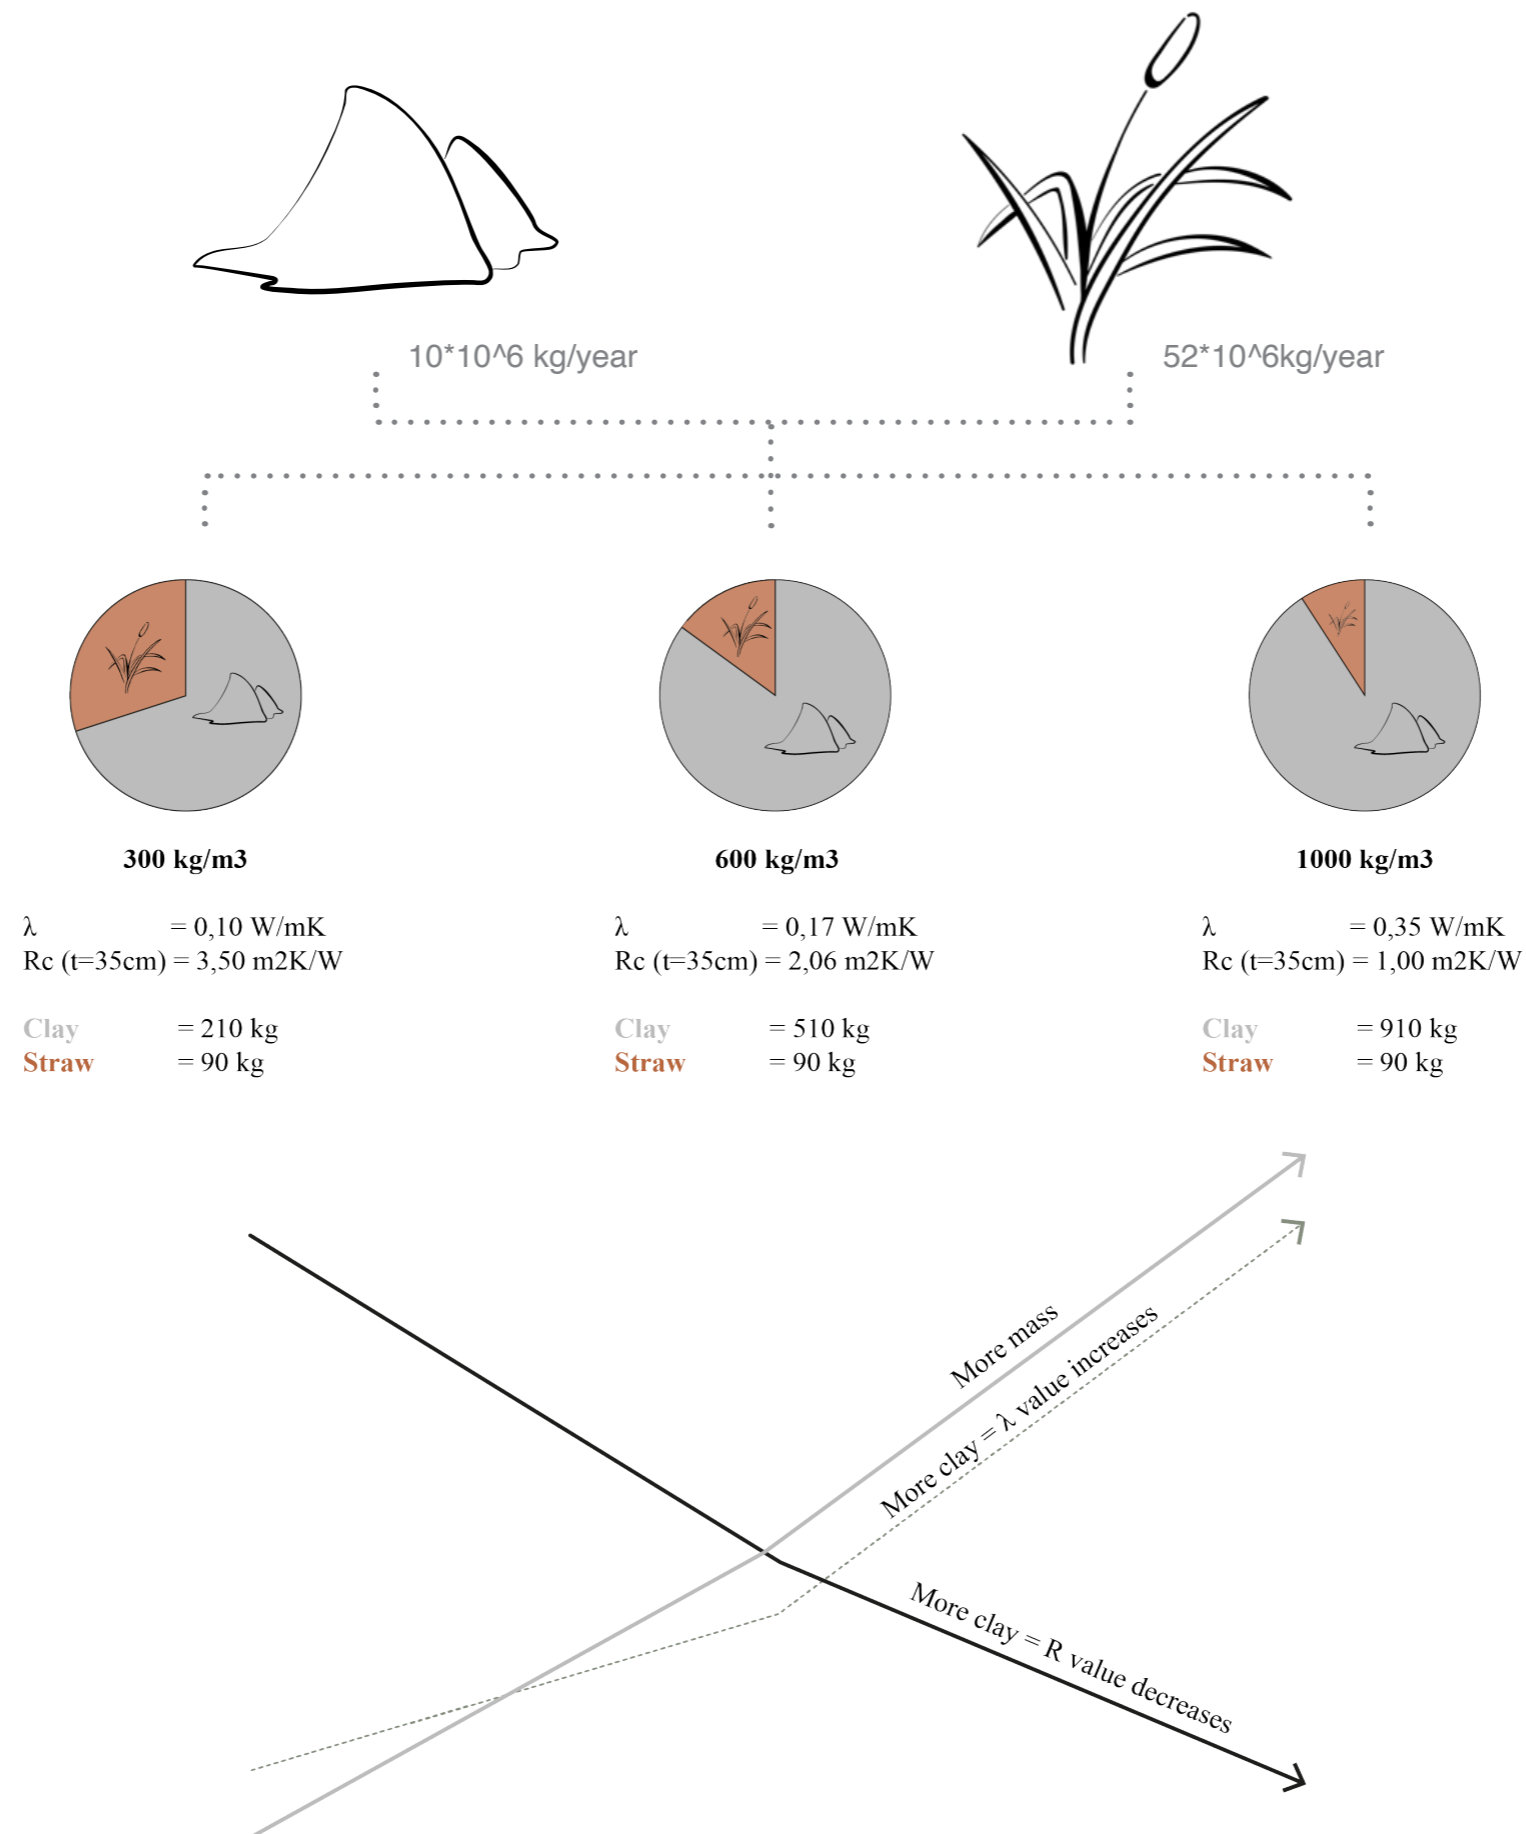 10*10^6 kg/year
52*10^6kg/year
300 kg/m3
λ = 0,10 W/mK
Rc (t=35cm) = 3,50 m2K/W
Clay = 210 kg
Straw = 90 kg
600 kg/m3
λ = 0,17 W/mK
Rc (t=35cm) = 2,06 m2K/W
Clay = 510 kg
Straw = 90 kg
1000 kg/m3
λ = 0,35 W/mK
Rc (t=35cm) = 1,00 m2K/W
Clay = 910 kg
Straw = 90 kg
More mass
More clay = λ value increases
More clay = R value decreases